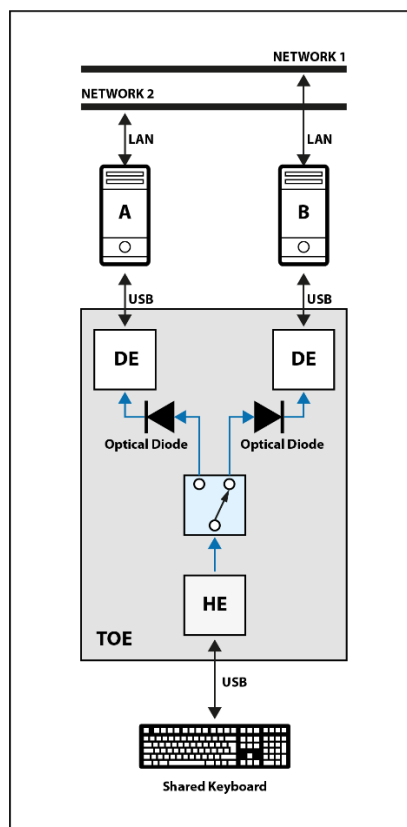 NETWORK 1
NETWORK 2
LAN
LAN
A
B
USB
USB
DE
DE
Optical Diode
Optical Diode
HE
TOE
USB
Shared Keyboard